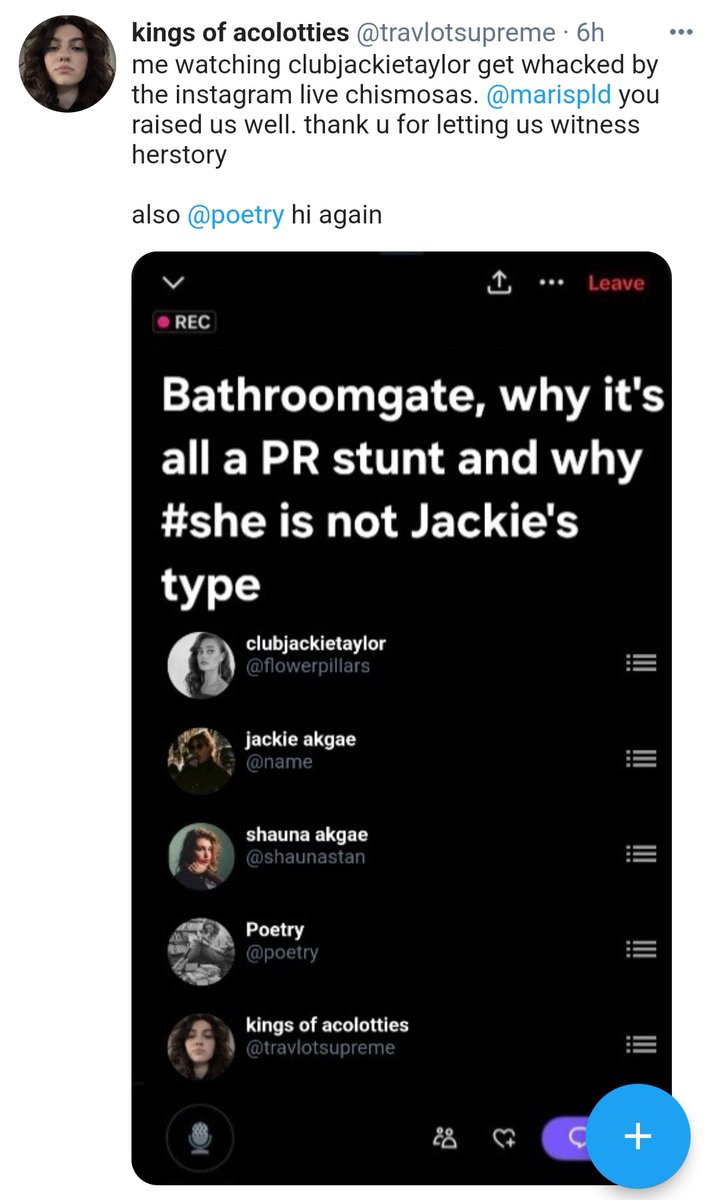 kings of acolotties @travlotsupreme · 6h
me watching clubjackietaylor get whacked by
the instagram live chismosas. @marispld you
raised us well. thank u for letting us witness
herstory
also @poetry hi again
Leave
REC
Bathroomgate, why it's
all a PR stunt and why
#she is not Jackie's
type
clubjackietaylor
@flowerpillars
jackie akgae
@name
shauna akgae
@shaunastan
Poetry
@poetry
kings of acolotties
@travlotsupreme